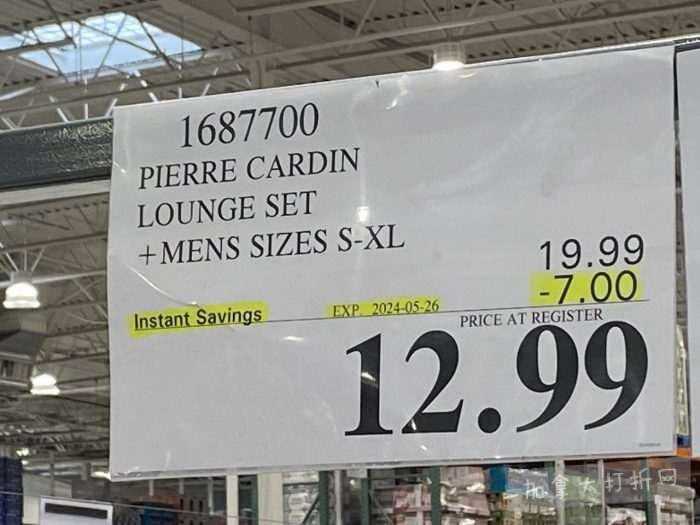 1687700
PIERRE CARDIN
LOUNGE SET
+MENS SIZES S-XL
19.99
-7.00
Instant Savings
EXP. 2024-05-26
PRICE AT REGISTER
12.99
加拿大打折网